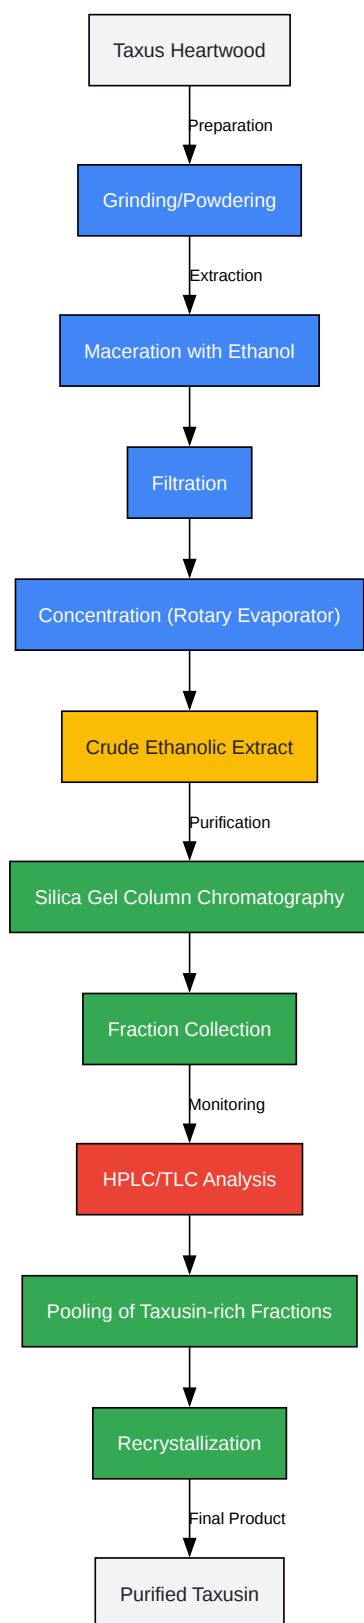 Taxus Heartwood
Preparation
Grinding/Powdering
Extraction
Maceration with Ethanol
Filtration
Concentration (Rotary Evaporator)
Crude Ethanolic Extract
Purification
Silica Gel Column Chromatography
Fraction Collection
Monitoring
HPLC/TLC Analysis
Pooling of Taxusin-rich Fractions
Recrystallization
Final Product
Purified Taxusin